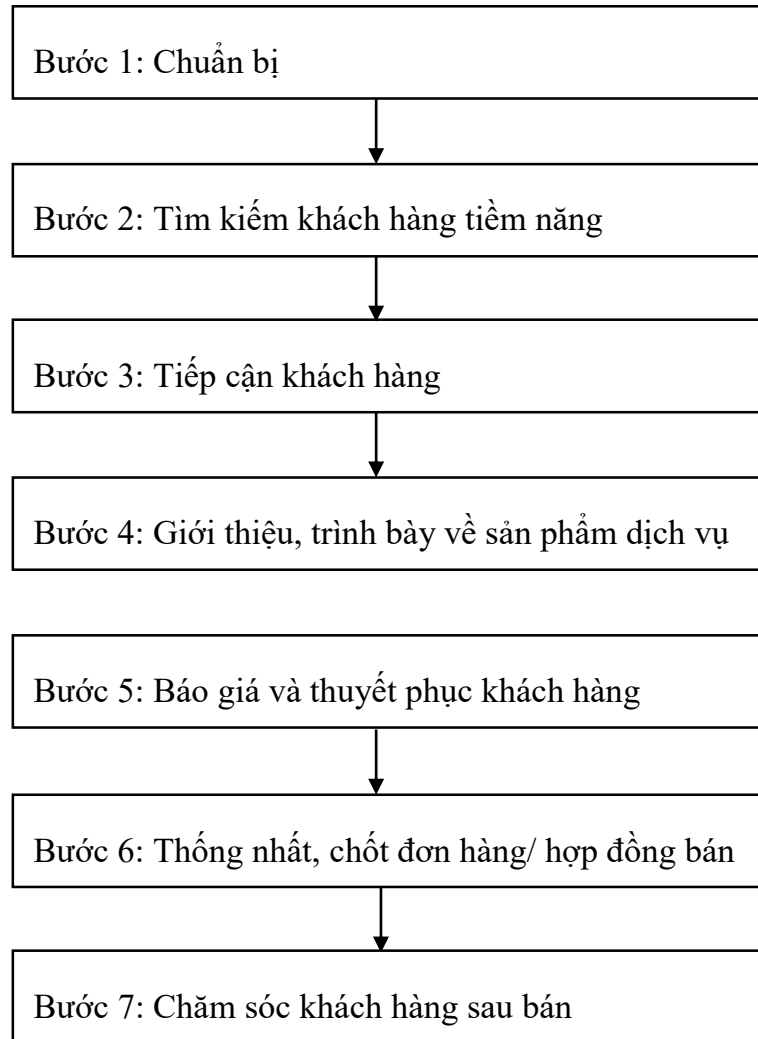 Bước 1: Chuẩn bị
Bước 2: Tìm kiếm khách hàng tiềm năng
Bước 3: Tiếp cận khách hàng
Bước 4: Giới thiệu, trình bày về sản phẩm dịch vụ
Bước 5: Báo giá và thuyết phục khách hàng
Bước 6: Thống nhất, chốt đơn hàng/ hợp đồng bán
Bước 7: Chăm sóc khách hàng sau bán